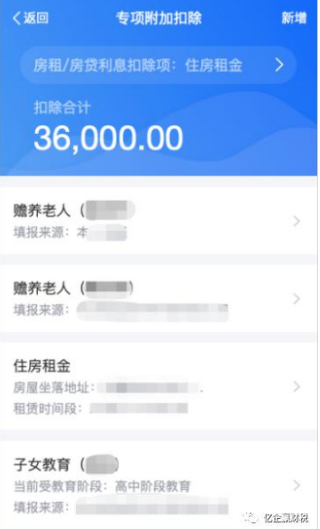 返回
专项附加扣除
新增
房租/房贷利息扣除项：住房租金
扣除合计
36,000.00
赡养老人（
填报来源：本
赡养老人（ ）
填报来源：
住房租金
房屋坐落地址：
租赁时间段：
子女教育（ ）
当前受教育阶段：高中阶段教育
填报来源：
亿企赢财税